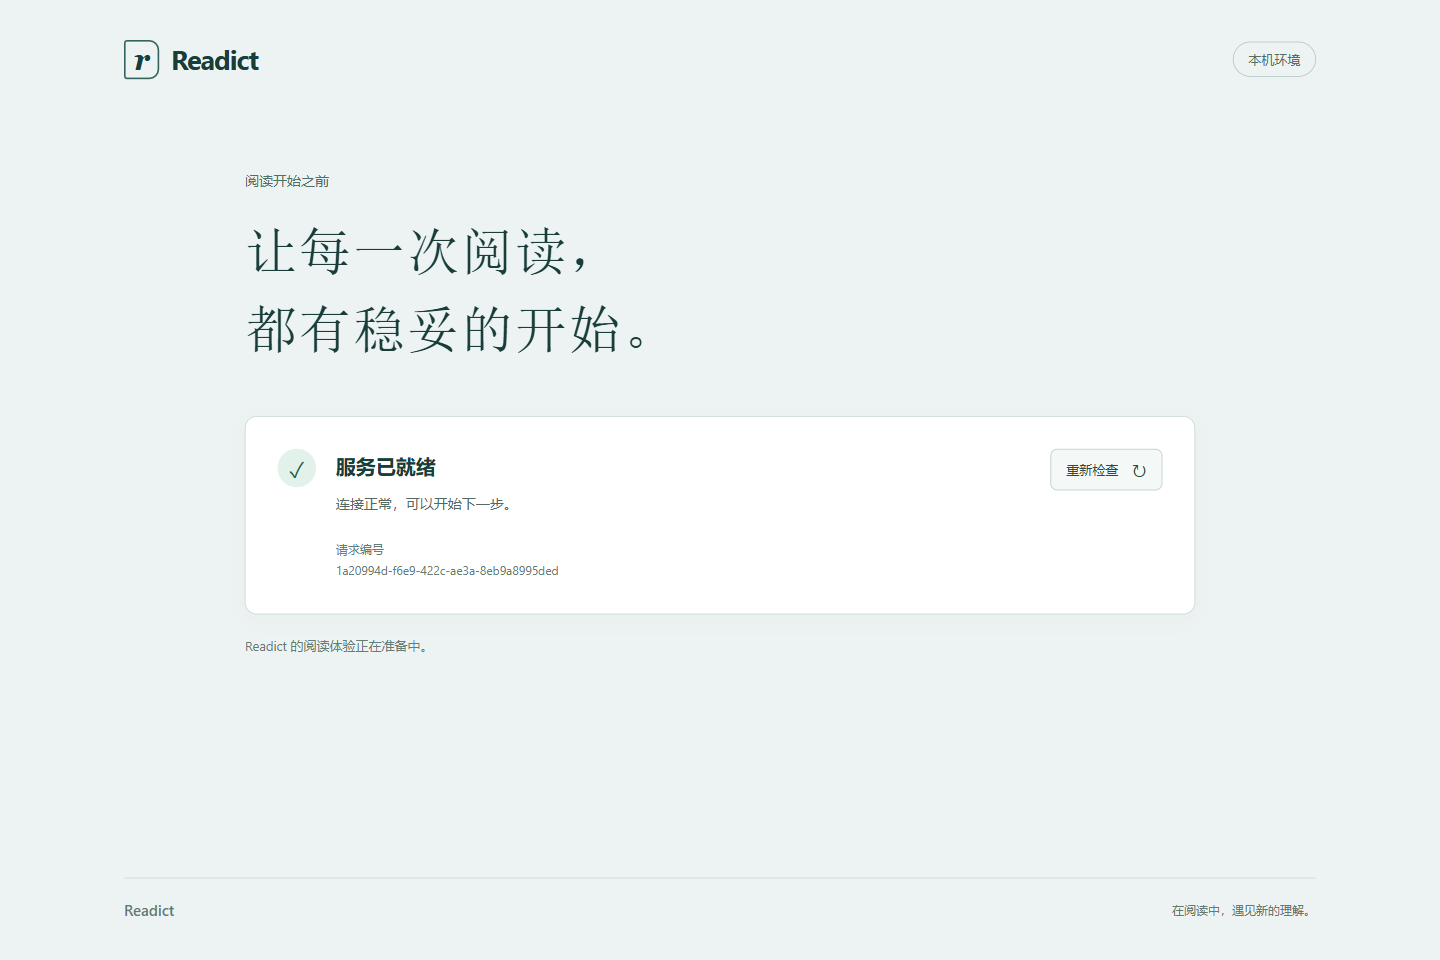 r Readict
本机环境
阅读开始之前
让每一次阅读，
都有稳妥的开始。
✓ 服务已就绪
重新检查 ↻
连接正常，可以开始下一步。
请求编号
1a20994d-f6e9-422c-ae3a-8eb9a8995ded
Readict 的阅读体验正在准备中。
Readict
在阅读中，遇见新的理解。